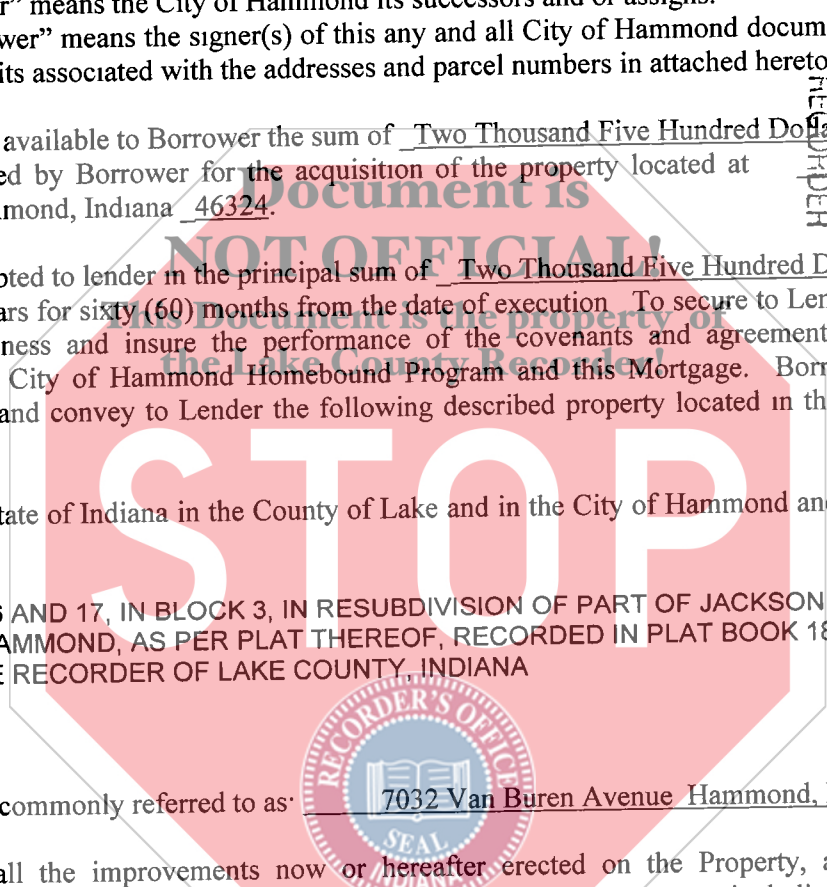 r” means the City of Hammond its successors and or assigns.
wer” means the signer(s) of this any and all City of Hammond docum
its associated with the addresses and parcel numbers in attached hereto
RECORDER
available to Borrower the sum of Two Thousand Five Hundred Dolla
ed by Borrower for the acquisition of the property located at
mond, Indiana 46324.
Document is
NOT OFFICIAL!
This Document is the property of
the Lake County Recorder!
pted to lender in the principal sum of Two Thousand Five Hundred D
ars for sixty (60) months from the date of execution To secure to Len
ness and insure the performance of the covenants and agreement
City of Hammond Homebound Program and this Mortgage. Borr
and convey to Lender the following described property located in th
STOP
tate of Indiana in the County of Lake and in the City of Hammond an
AND 17, IN BLOCK 3, IN RESUBDIVISION OF PART OF JACKSON
AMMOND, AS PER PLAT THEREOF, RECORDED IN PLAT BOOK 18
E RECORDER OF LAKE COUNTY, INDIANA
RECORDER'S OFFICE
SEAL
INDIANA
commonly referred to as· 7032 Van Buren Avenue Hammond,
all the improvements now or hereafter erected on the Property, a